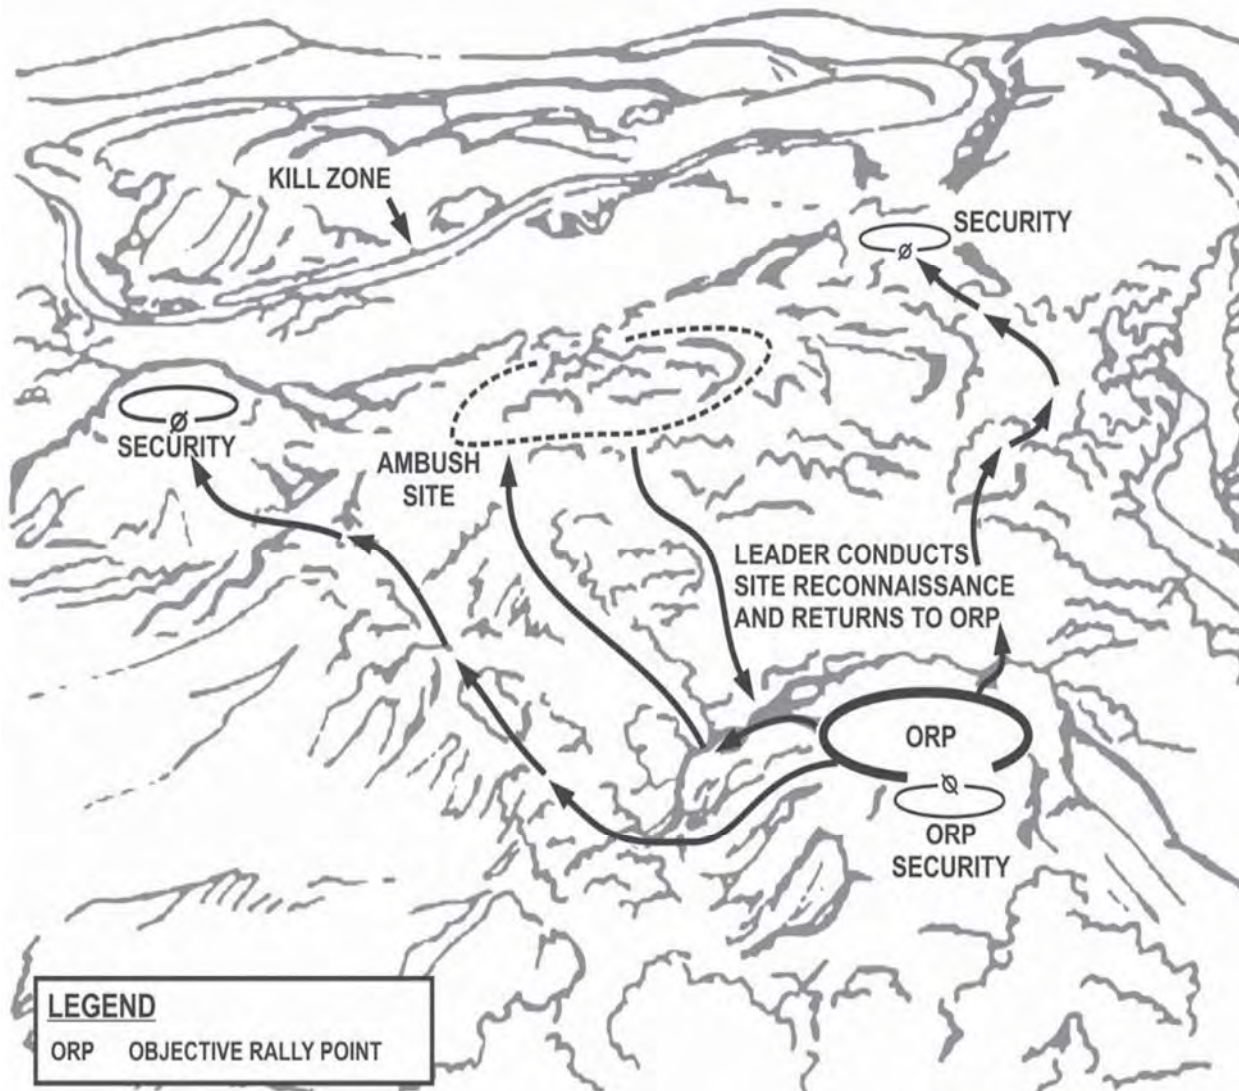 KILL ZONE
SECURITY
SECURITY
AMBUSH
SITE
LEADER CONDUCTS
SITE RECONNAISSANCE
AND RETURNS TO ORP
ORP
ORP
SECURITY
LEGEND
ORP OBJECTIVE RALLY POINT